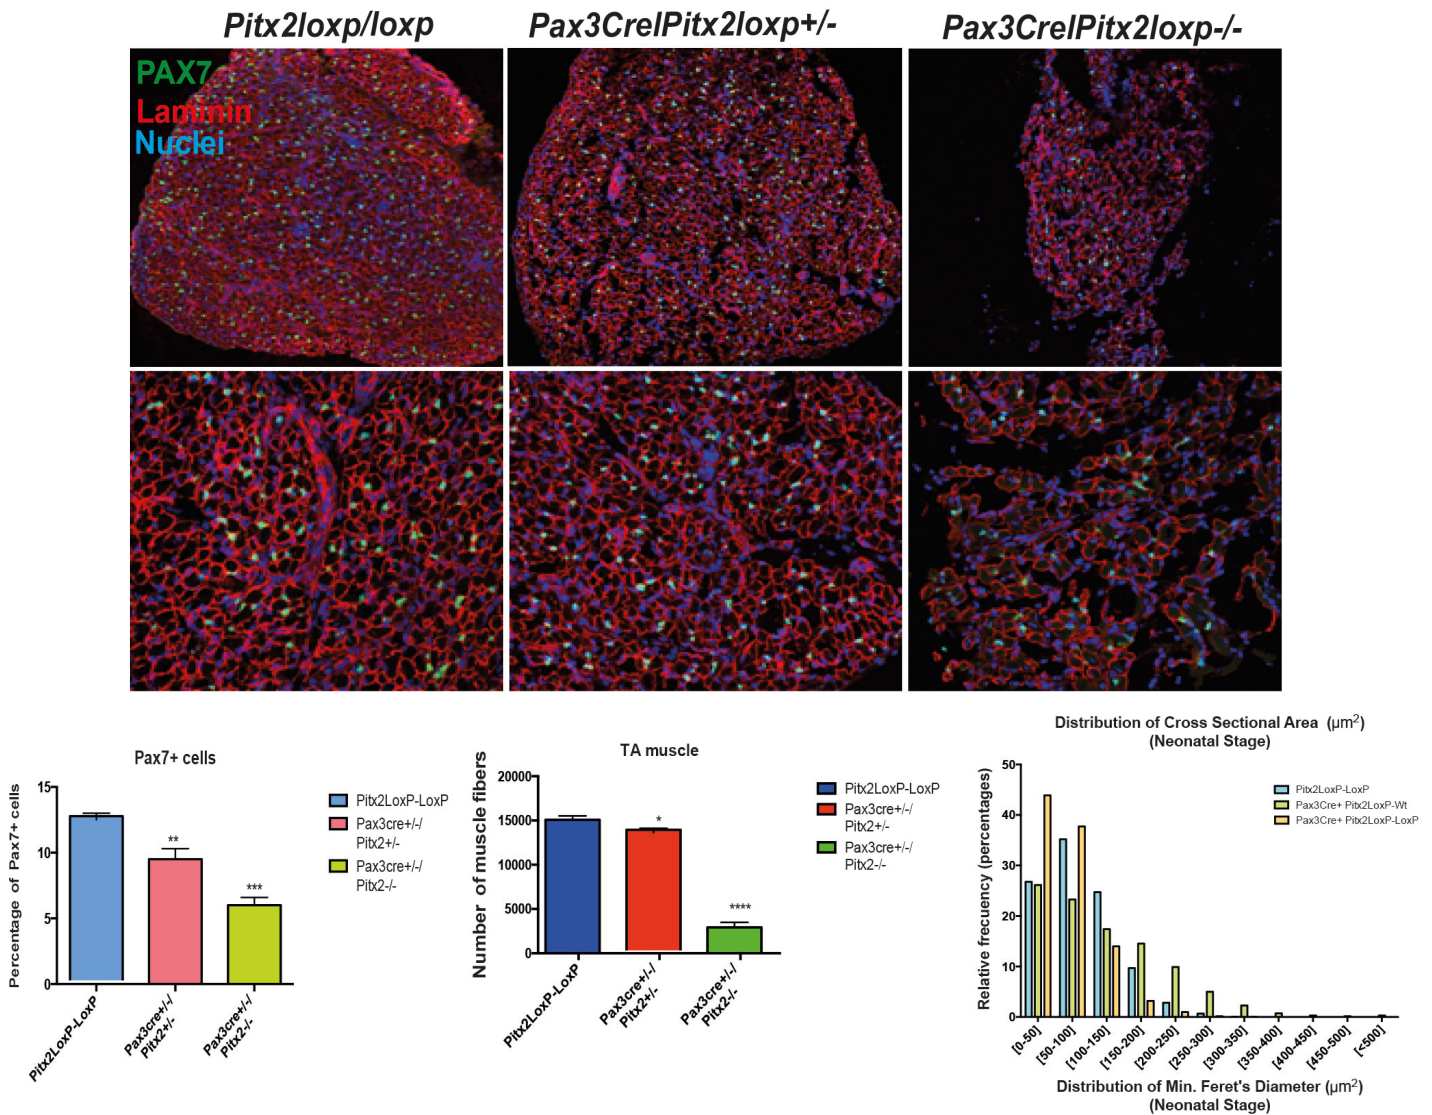 Pitx2loxp/loxp
Pax3CreIPitx2loxp+/-
Pax3CreIPitx2loxp-/-
PAX7
Laminin
Nuclei
Pax7+ cells
Percentage of Pax7+ cells
15
10
5
0
**
***
Pitx2LoxP-LoxP
Pax3cre+/-/
Pitx2+/-
Pax3cre+/-/
Pitx2-/-
Pitx2LoxP-LoxP
Pax3cre+/-/
Pitx2+/-
Pax3cre+/-/
Pitx2-/-
TA muscle
Number of muscle fibers
20000
15000
10000
5000
0
*
****
Pitx2LoxP-LoxP
Pax3cre+/-/
Pitx2+/-
Pax3cre+/-/
Pitx2-/-
Pitx2LoxP-LoxP
Pax3cre+/-/
Pitx2+/-
Pax3cre+/-/
Pitx2-/-
Distribution of Cross Sectional Area (µm²)
(Neonatal Stage)
Relative frecuency (percentages)
50
40
30
20
10
0
Pitx2LoxP-LoxP
Pax3Cre+ Pitx2LoxP-Wt
Pax3Cre+ Pitx2LoxP-LoxP
[0-50]
[50-100]
[100-150]
[150-200]
[200-250]
[250-300]
[300-350]
[350-400]
[400-450]
[450-500]
[<500]
Distribution of Min. Feret's Diameter (µm²)
(Neonatal Stage)